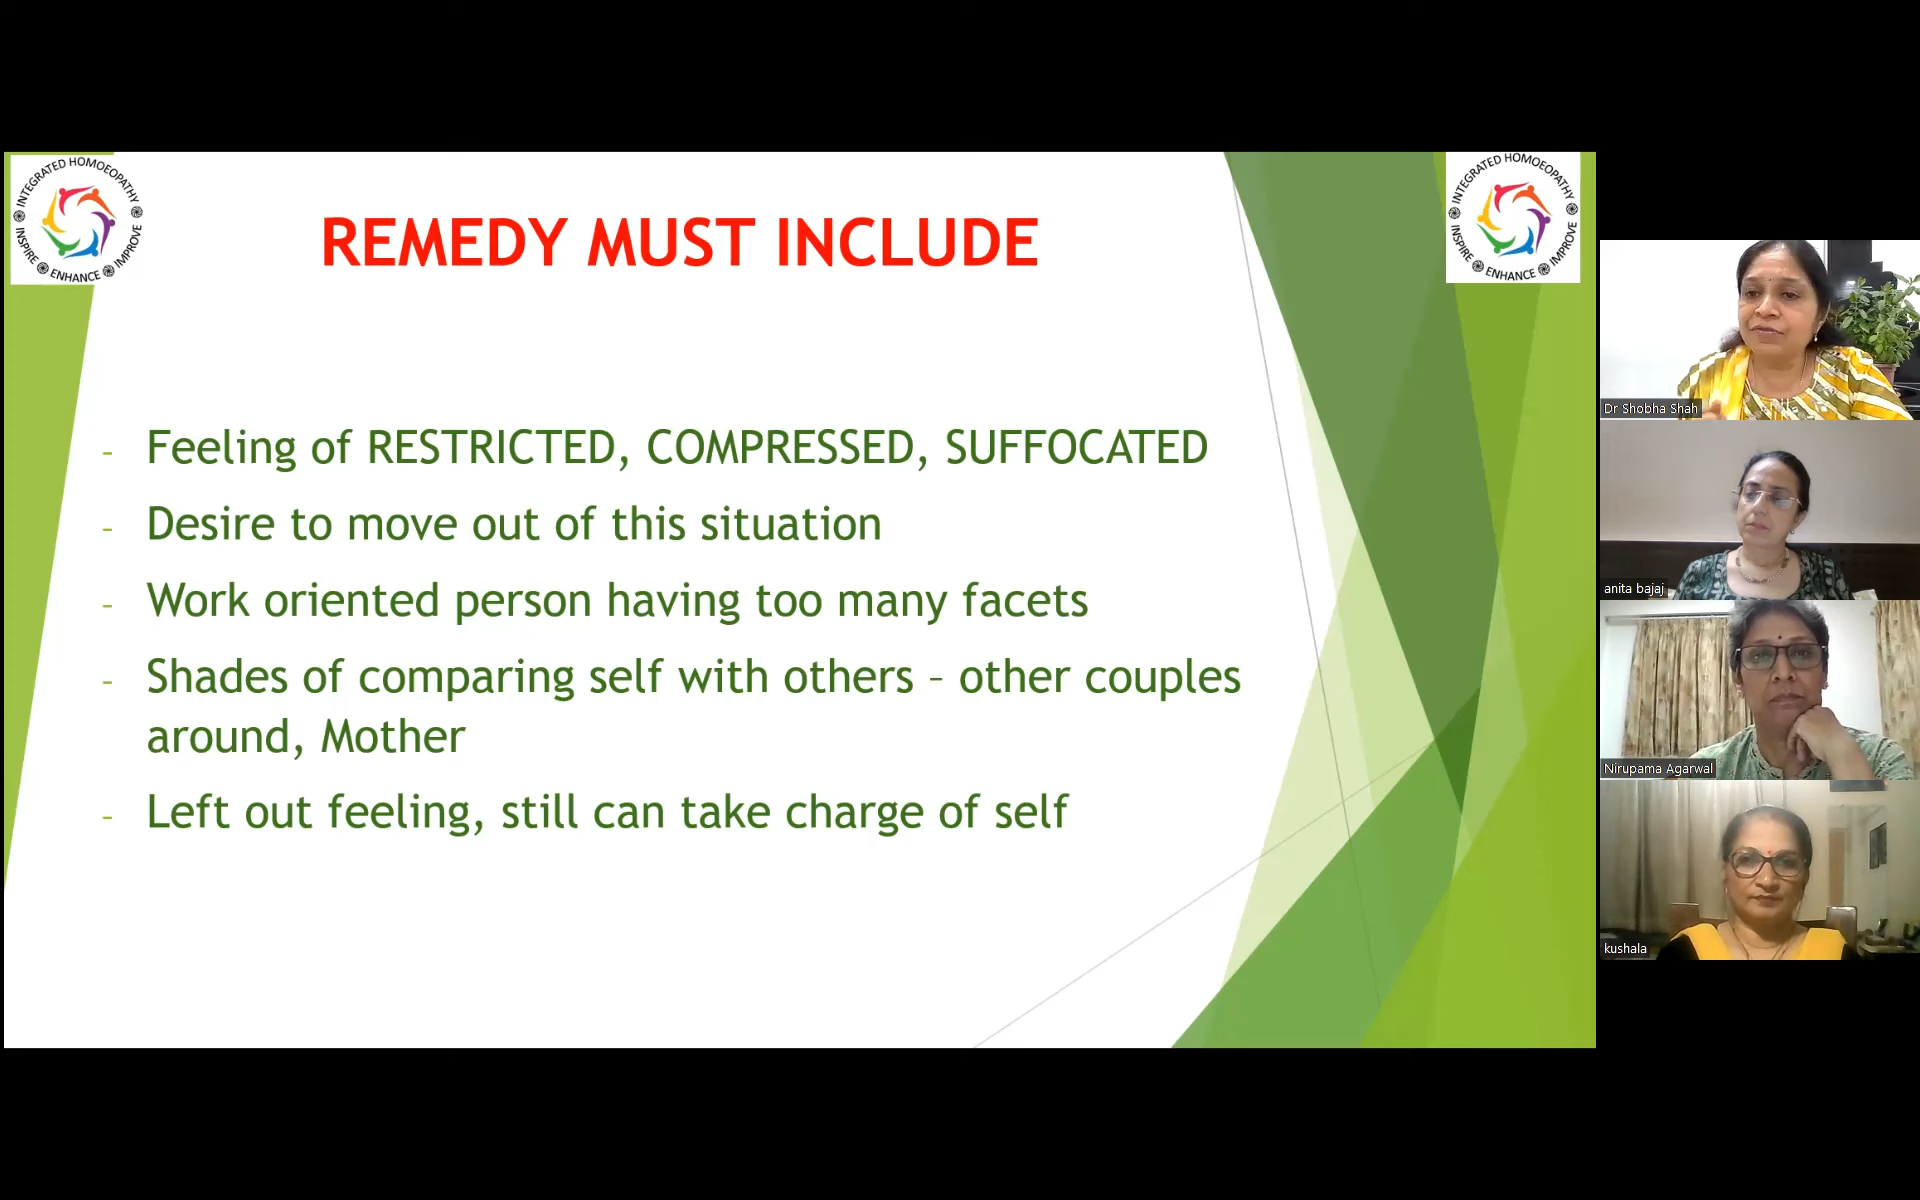 INTEGRATED HOMOEOPATHY
INSPIRE ENHANCE IMPROVE
REMEDY MUST INCLUDE
INTEGRATED HOMOEOPATHY
INSPIRE ENHANCE IMPROVE
- Feeling of RESTRICTED, COMPRESSED, SUFFOCATED
- Desire to move out of this situation
- Work oriented person having too many facets
- Shades of comparing self with others – other couples
around, Mother
- Left out feeling, still can take charge of self
Dr Shobha Shah
anita bajaj
Nirupama Agarwal
kushala